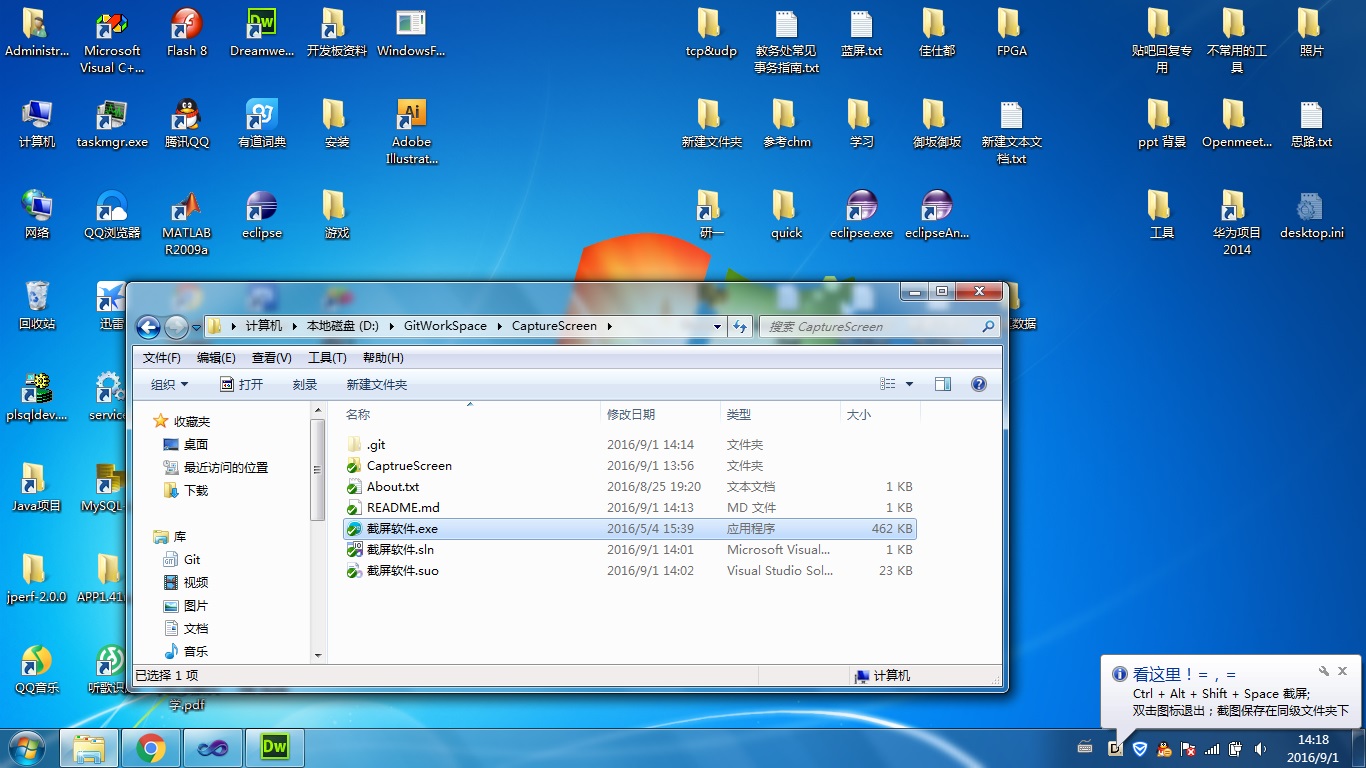 Administr...
Microsoft
Visual C+...
Flash 8
Dreamwe...
开发板资料
WindowsF...
tcp&udp
教务处常见
事务指南.txt
蓝屏.txt
佳仕都
FPGA
贴吧回复专
用
不常用的工
具
照片
计算机
taskmgr.exe
腾讯QQ
有道词典
安装
Adobe
Illustrat...
新建文件夹
参考chm
学习
御坂御坂
新建文本文
档.txt
ppt 背景
Openmeet...
思路.txt
网络
QQ浏览器
MATLAB
R2009a
eclipse
游戏
研一
quick
eclipse.exe
eclipseAn...
工具
华为项目
2014
desktop.ini
回收站
迅雷
数据
plsqldev....
service
Java项目
MySQL-
jperf-2.0.0
APP1.41
QQ音乐
听歌识
学.pdf
计算机
本地磁盘 (D:)
GitWorkSpace
CaptureScreen
搜索 CaptureScreen
文件(F) 编辑(E) 查看(V) 工具(T) 帮助(H)
组织 打开 刻录 新建文件夹
收藏夹
桌面
最近访问的位置
下载
库
Git
视频
图片
文档
音乐
名称 修改日期 类型 大小
.git 2016/9/1 14:14 文件夹
CaptrueScreen 2016/9/1 13:56 文件夹
About.txt 2016/8/25 19:20 文本文档 1 KB
README.md 2016/9/1 14:13 MD 文件 1 KB
截屏软件.exe 2016/5/4 15:39 应用程序 462 KB
截屏软件.sln 2016/9/1 14:01 Microsoft Visual... 1 KB
截屏软件.suo 2016/9/1 14:02 Visual Studio Sol... 23 KB
已选择 1 项
计算机
看这里！= , =
Ctrl + Alt + Shift + Space 截屏;
双击图标退出；截图保存在同级文件夹下
14:18
2016/9/1